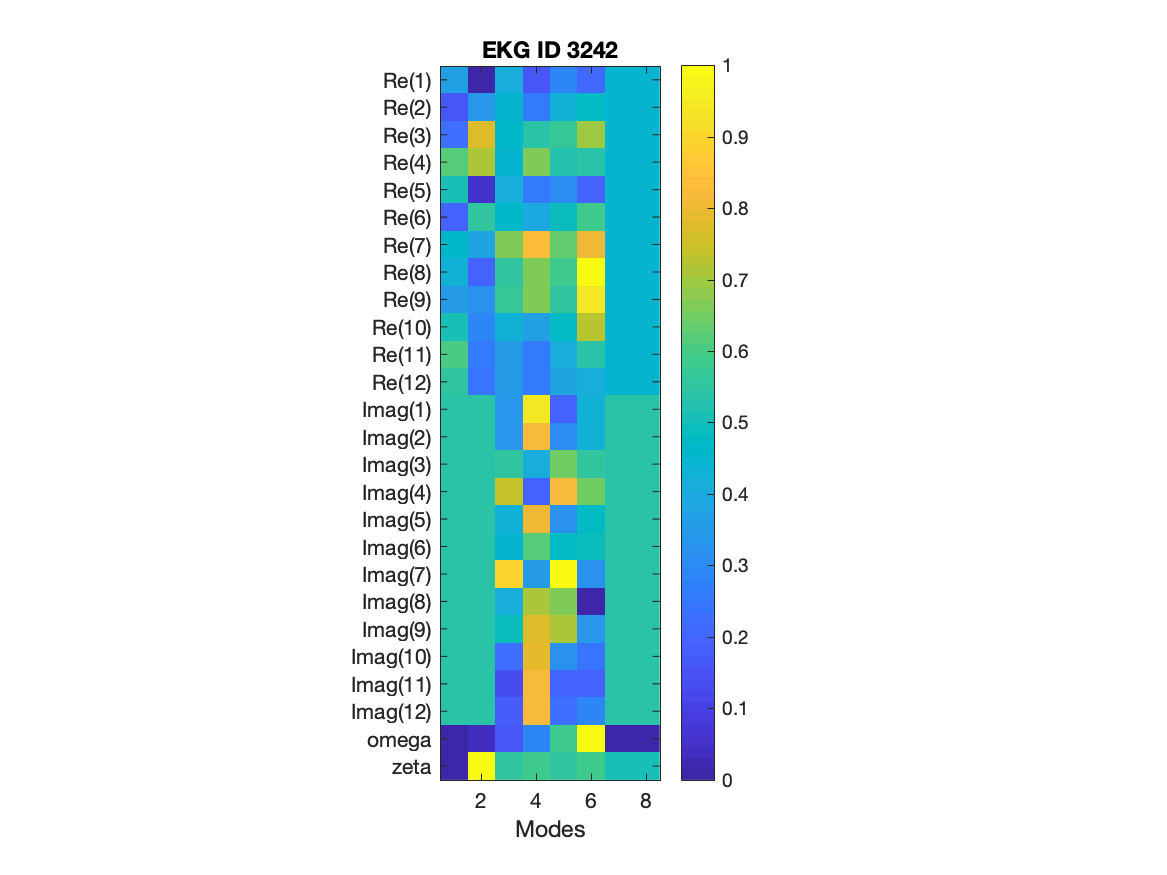 EKG ID 3242
Re(1)
Re(2)
Re(3)
Re(4)
Re(5)
Re(6)
Re(7)
Re(8)
Re(9)
Re(10)
Re(11)
Re(12)
Imag(1)
Imag(2)
Imag(3)
Imag(4)
Imag(5)
Imag(6)
Imag(7)
Imag(8)
Imag(9)
Imag(10)
Imag(11)
Imag(12)
omega
zeta
2 4 6 8
Modes
1
0.9
0.8
0.7
0.6
0.5
0.4
0.3
0.2
0.1
0